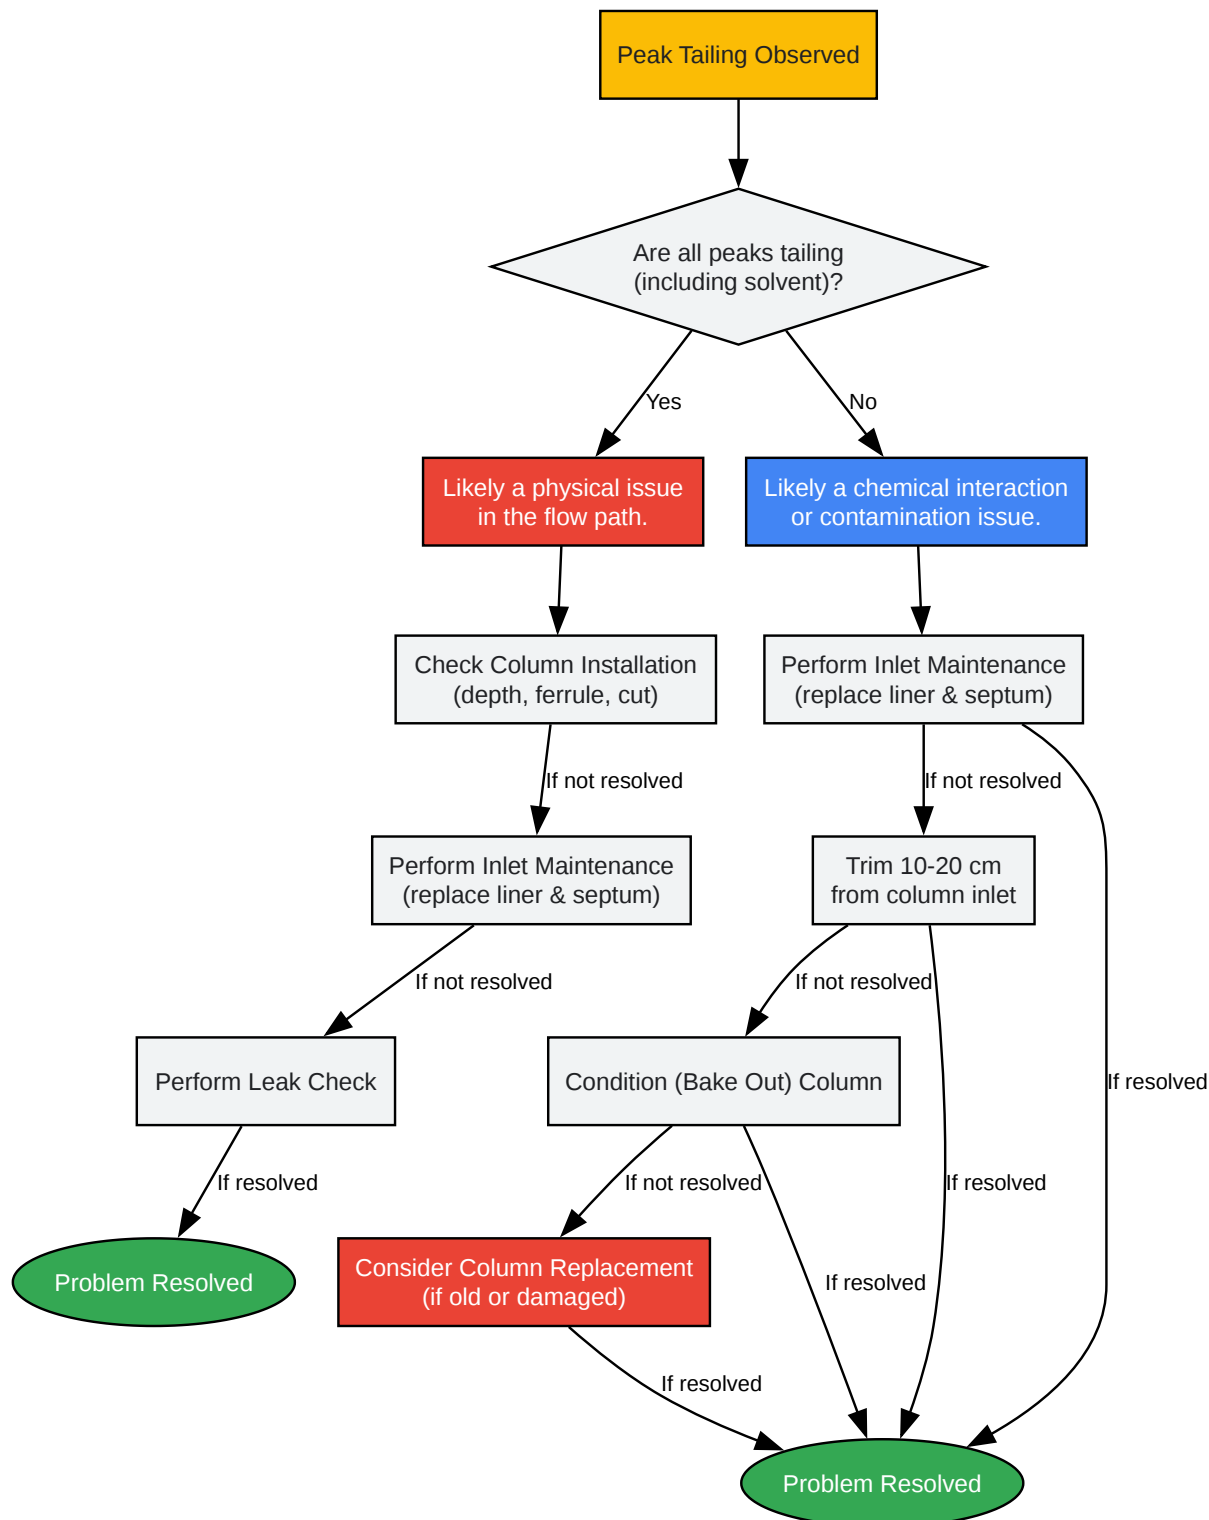 Peak Tailing Observed
Are all peaks tailing
(including solvent)?
Yes
No
Likely a physical issue
in the flow path.
Likely a chemical interaction
or contamination issue.
Check Column Installation
(depth, ferrule, cut)
Perform Inlet Maintenance
(replace liner & septum)
If not resolved
If not resolved
Perform Inlet Maintenance
(replace liner & septum)
Trim 10-20 cm
from column inlet
If not resolved
If not resolved
Perform Leak Check
Condition (Bake Out) Column
If resolved
If resolved
If not resolved
If resolved
Problem Resolved
Consider Column Replacement
(if old or damaged)
If resolved
If resolved
Problem Resolved